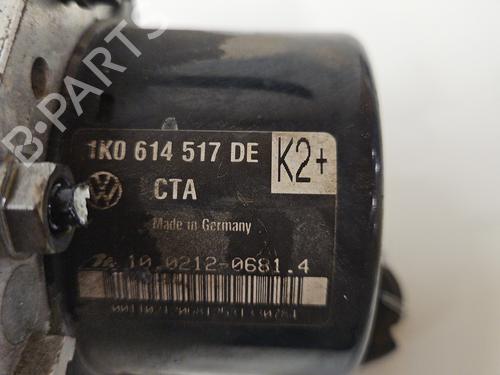 B-PARTS
1K0 614 517 DE
K2+
CTA
Made in Germany
10.0212-0681.4